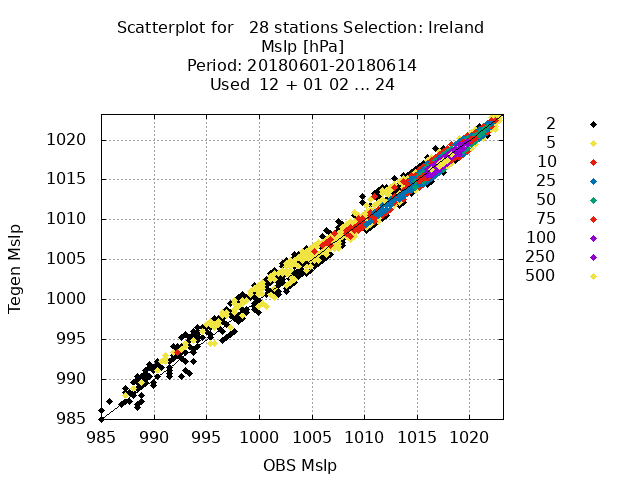 Scatterplot for   28 stations Selection: Ireland
Mslp [hPa]
Period: 20180601-20180614
Used  12 + 01 02 ... 24
Tegen Mslp
1020
1015
1010
1005
1000
995
990
985
985 990 995 1000 1005 1010 1015 1020
OBS Mslp
2
5
10
25
50
75
100
250
500